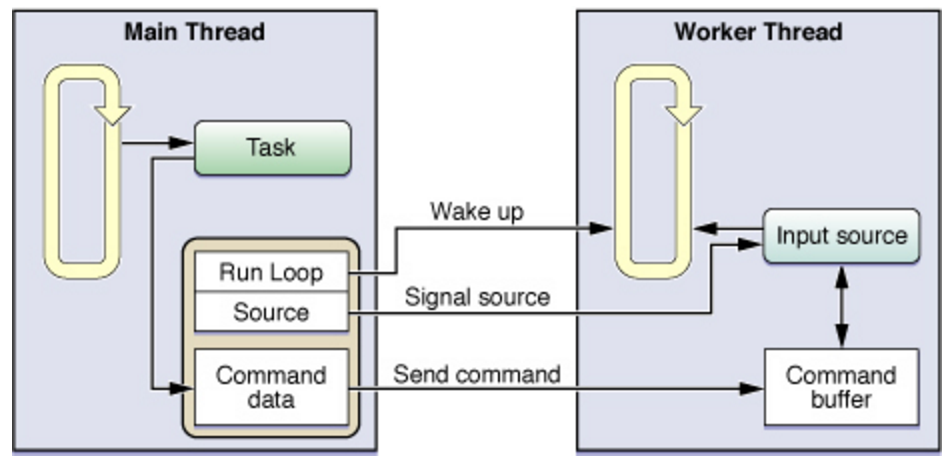 Main Thread
Task
Run Loop
Source
Command
data
Wake up
Signal source
Send command
Worker Thread
Input source
Command
buffer